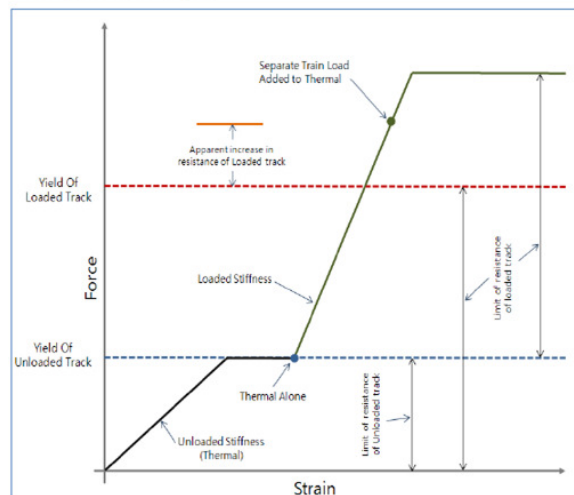 Separate Train Load
Added to Thermal
Apparent increase in
resistance of Loaded track
Yield Of
Loaded Track
Force
Loaded Stiffness
Limit of resistance
of loaded track
Yield Of
Unloaded Track
Thermal Alone
Limit of resistance
of Unloaded track
Unloaded Stiffness
(Thermal)
Strain